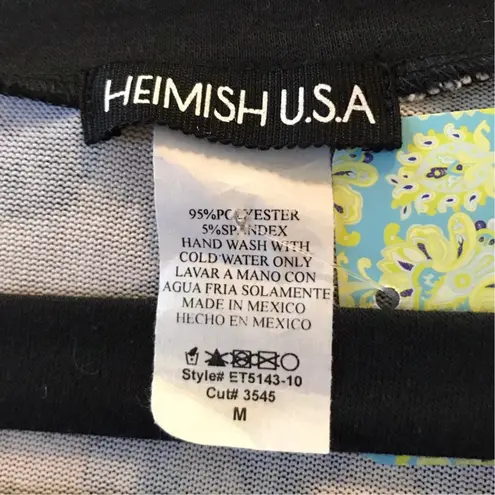 HEIMISH U.S.A
95%POLYESTER
5%SPANDEX
HAND WASH WITH
COLD WATER ONLY
LAVAR A MANO CON
AGUA FRIA SOLAMENTE
MADE IN MEXICO
HECHO EN MEXICO
Style# ET5143-10
Cut# 3545
M